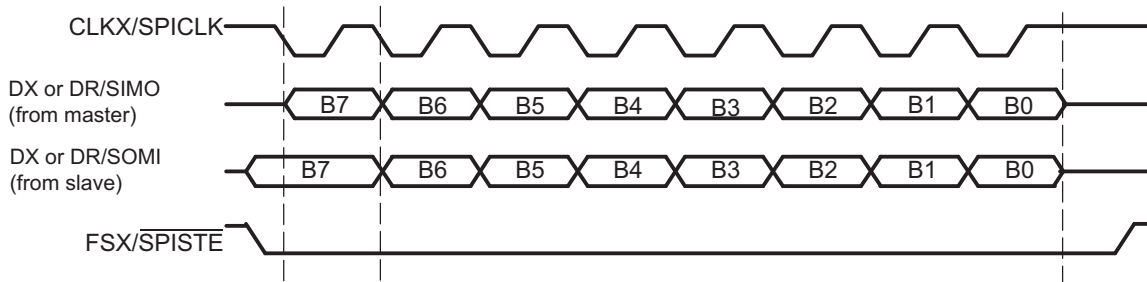 CLKX/SPICLK
DX or DR/SIMO
(from master)
B7 B6 B5 B4 B3 B2 B1 B0
DX or DR/SOMI
(from slave)
B7 B6 B5 B4 B3 B2 B1 B0
FSX/SPISTE